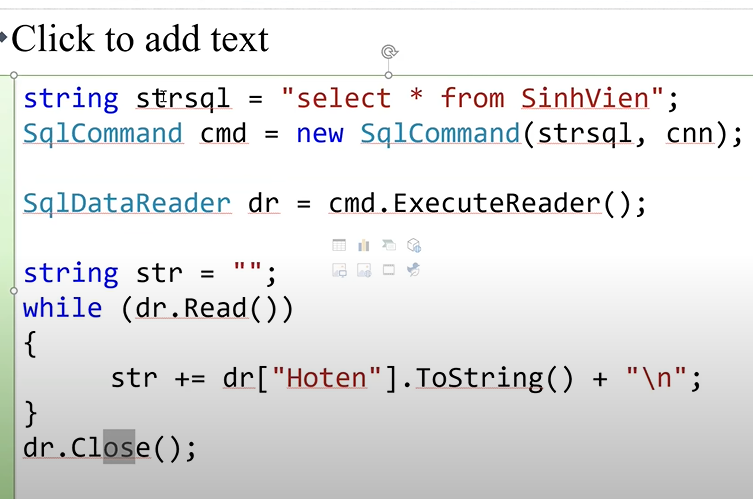 Click to add text
string strsql = "select * from SinhVien";
SqlCommand cmd = new SqlCommand(strsql, cnn);
SqlDataReader dr = cmd.ExecuteReader();
string str = "";
while (dr.Read())
{
str += dr["Hoten"].ToString() + "\n";
}
dr.Close();